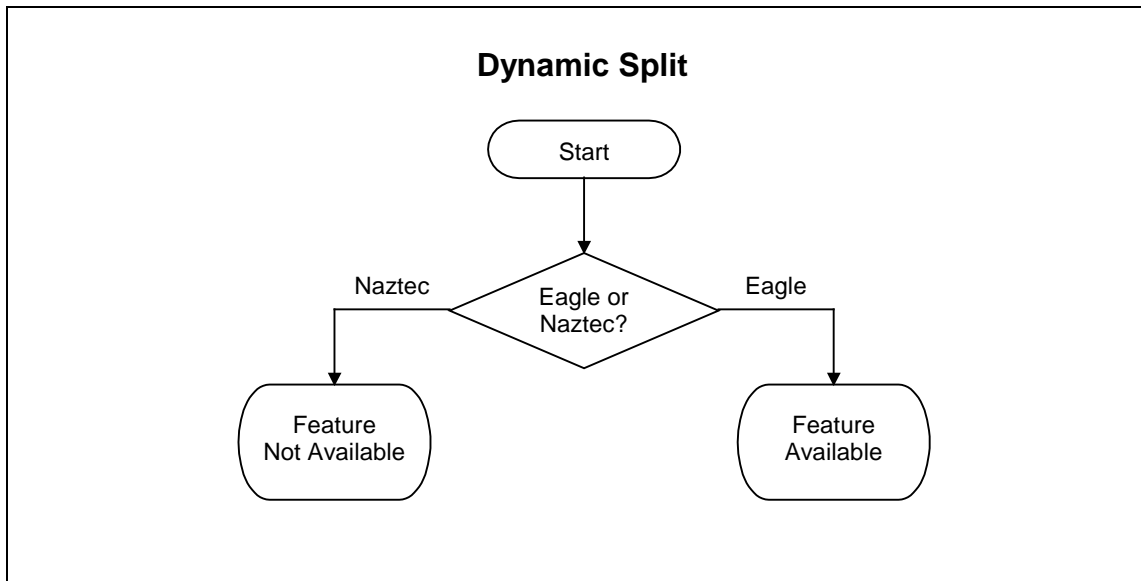 Dynamic Split
Start
Naztec
Eagle or
Naztec?
Eagle
Feature
Not Available
Feature
Available